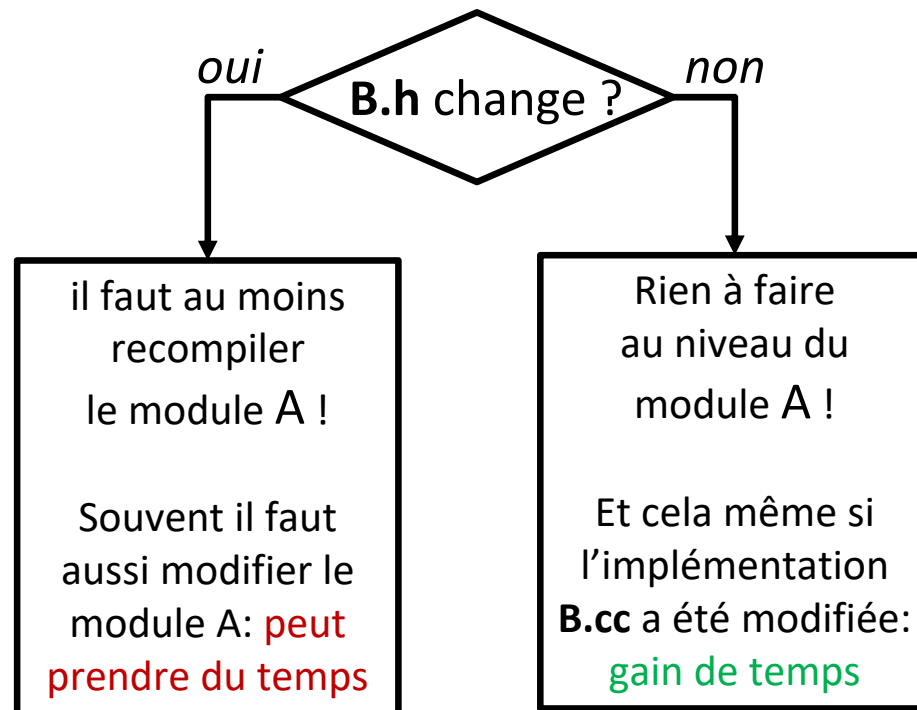 oui
non
B.h change ?
il faut au moins
recompiler
le module A !
Souvent il faut
aussi modifier le
module A: peut
prendre du temps
Rien à faire
au niveau du
module A !
Et cela même si
l’implémentation
B.cc a été modifiée:
gain de temps